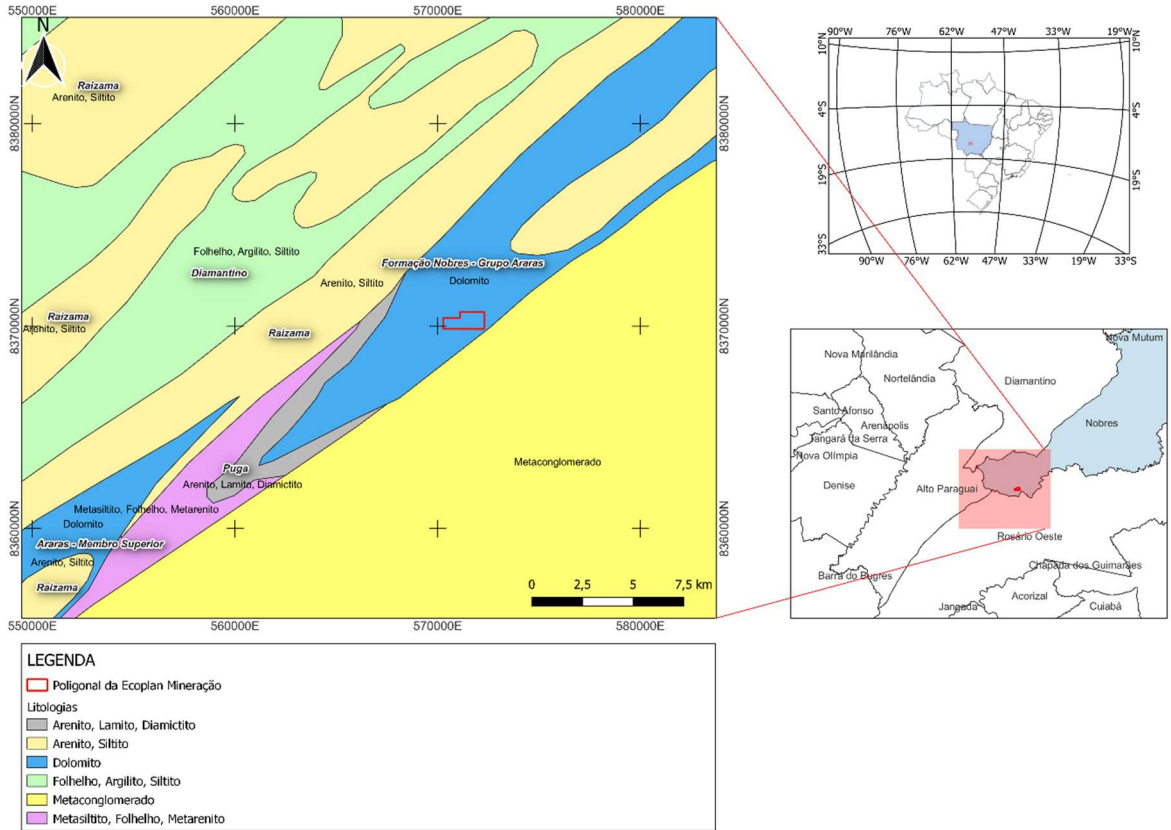 550000E
560000E
570000E
580000E
N
Raizama
Arenito, Siltito
8380000N
8380000N
Folhelho, Argilito, Siltito
Diamantino
Formação Nobres - Grupo Araras
Dolomito
Arenito, Siltito
Raizama
Arenito, Siltito
Raizama
8370000N
8370000N
Puga
Arenito, Lamito, Diamictito
Metaconglomerado
Metasiltito, Folhelho, Metarenito
Dolomito
Araras - Membro Superior
Arenito, Siltito
Raizama
8360000N
8360000N
0 2,5 5 7,5 km
550000E
560000E
570000E
580000E
90°W 76°W 62°W 47°W 33°W 19°W
10°N
10°N
4°S
4°S
19°S
19°S
33°S
33°S
90°W 76°W 62°W 47°W 33°W 19°W
Nova Mutum
Nova Marilândia
Nortelândia
Diamantino
Santo Afonso
Arenápolis
Nobres
Tangará da Serra
Nova Olímpia
Denise
Alto Paraguai
Rosário Oeste
Barra do Bugres
Chapada dos Guimarães
Jangada
Acorizal
Cuiabá
LEGENDA
Poligonal da Ecoplan Mineração
Litologias
Arenito, Lamito, Diamictito
Arenito, Siltito
Dolomito
Folhelho, Argilito, Siltito
Metaconglomerado
Metasiltito, Folhelho, Metarenito